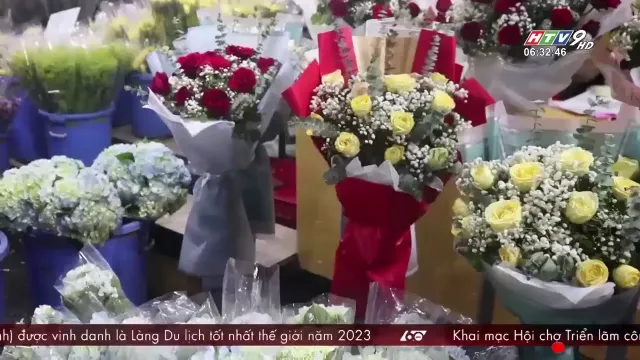 HTV9 HD
06:32:46
nh) được vinh danh là Làng Du lịch tốt nhất thế giới năm 2023
Khai mạc Hội chợ Triển lãm cô